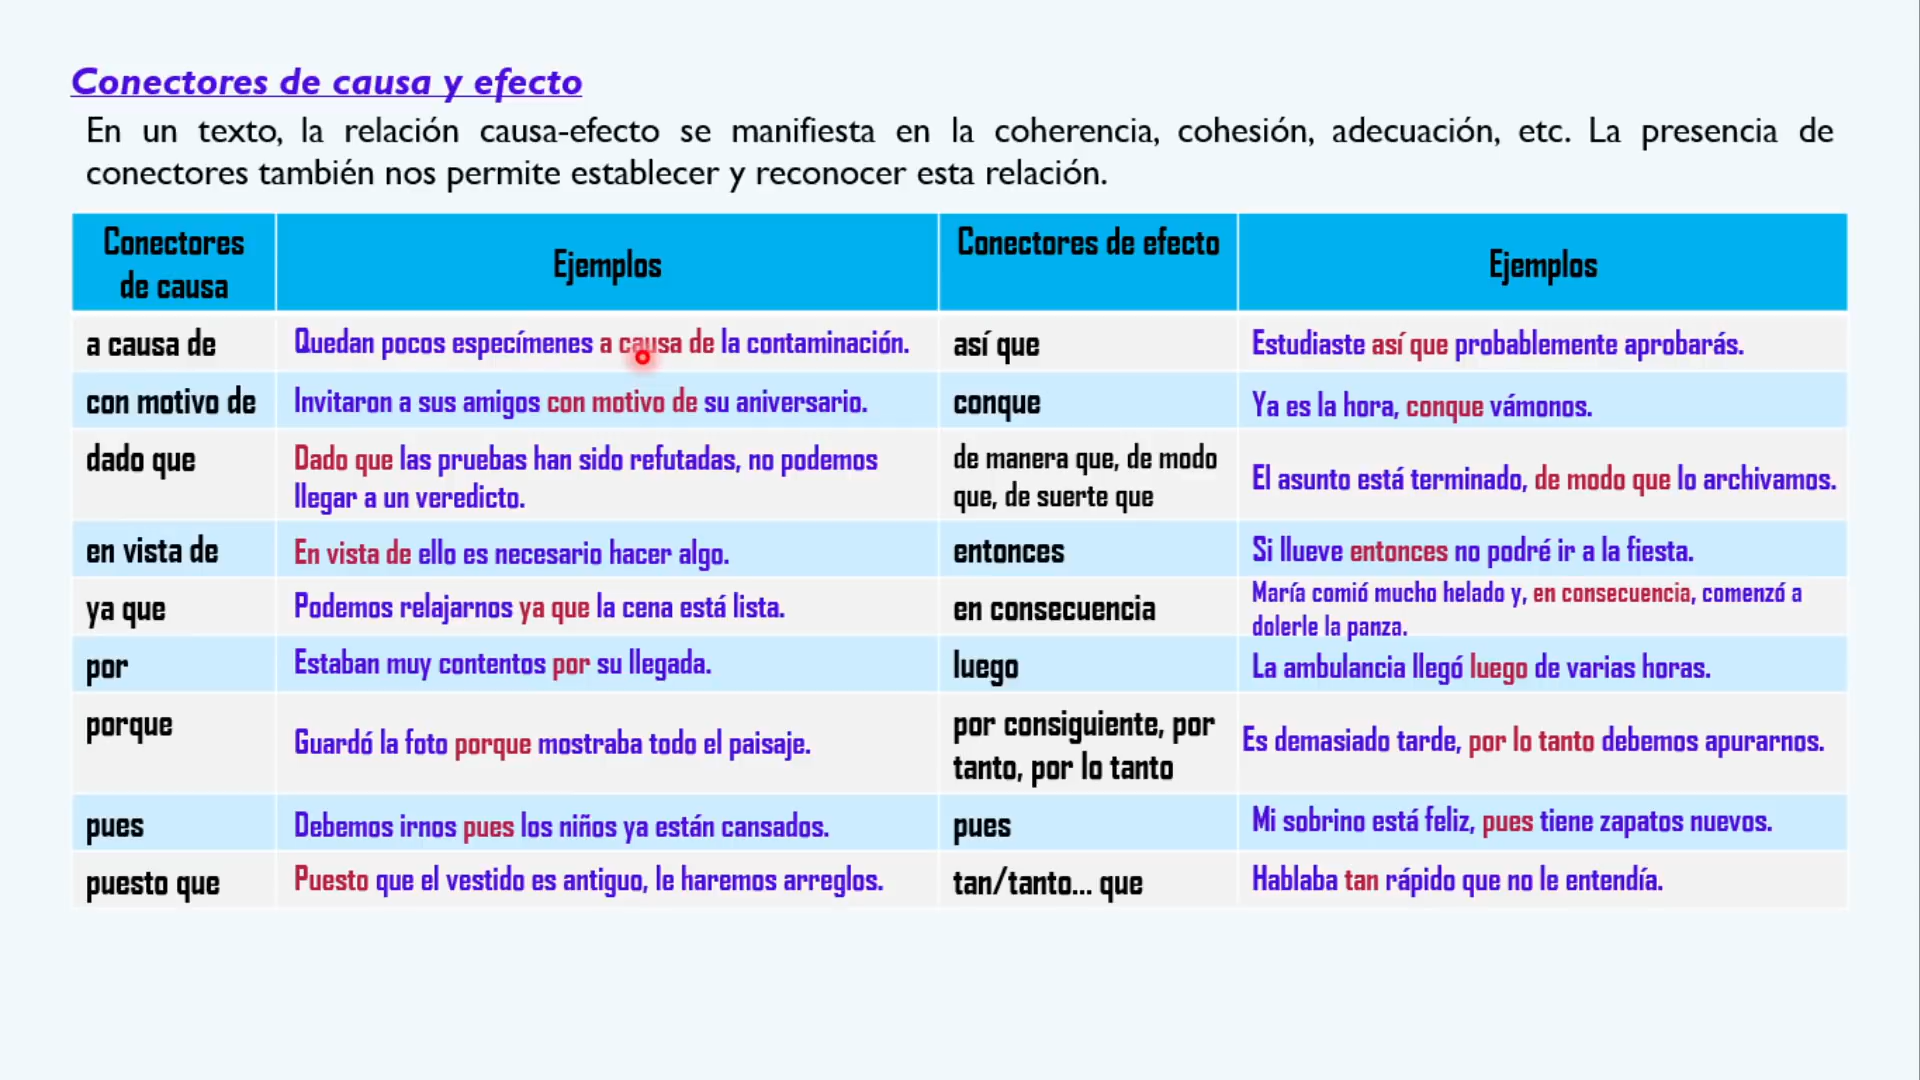 Conectores de causa y efecto
En un texto, la relación causa-efecto se manifiesta en la coherencia, cohesión, adecuación, etc. La presencia de
conectores también nos permite establecer y reconocer esta relación.
Conectores
de causa
Ejemplos
Conectores de efecto
Ejemplos
a causa de
Quedan pocos especímenes a causa de la contaminación.
así que
Estudiaste así que probablemente aprobarás.
con motivo de
Invitaron a sus amigos con motivo de su aniversario.
conque
Ya es la hora, conque vámonos.
dado que
Dado que las pruebas han sido refutadas, no podemos
llegar a un veredicto.
de manera que, de modo
que, de suerte que
El asunto está terminado, de modo que lo archivamos.
en vista de
En vista de ello es necesario hacer algo.
entonces
Si llueve entonces no podré ir a la fiesta.
ya que
Podemos relajarnos ya que la cena está lista.
en consecuencia
María comió mucho helado y, en consecuencia, comenzó a
dolerle la panza.
por
Estaban muy contentos por su llegada.
luego
La ambulancia llegó luego de varias horas.
porque
Guardó la foto porque mostraba todo el paisaje.
por consiguiente, por
tanto, por lo tanto
Es demasiado tarde, por lo tanto debemos apurarnos.
pues
Debemos irnos pues los niños ya están cansados.
pues
Mi sobrino está feliz, pues tiene zapatos nuevos.
puesto que
Puesto que el vestido es antiguo, le haremos arreglos.
tan/tanto... que
Hablaba tan rápido que no le entendía.